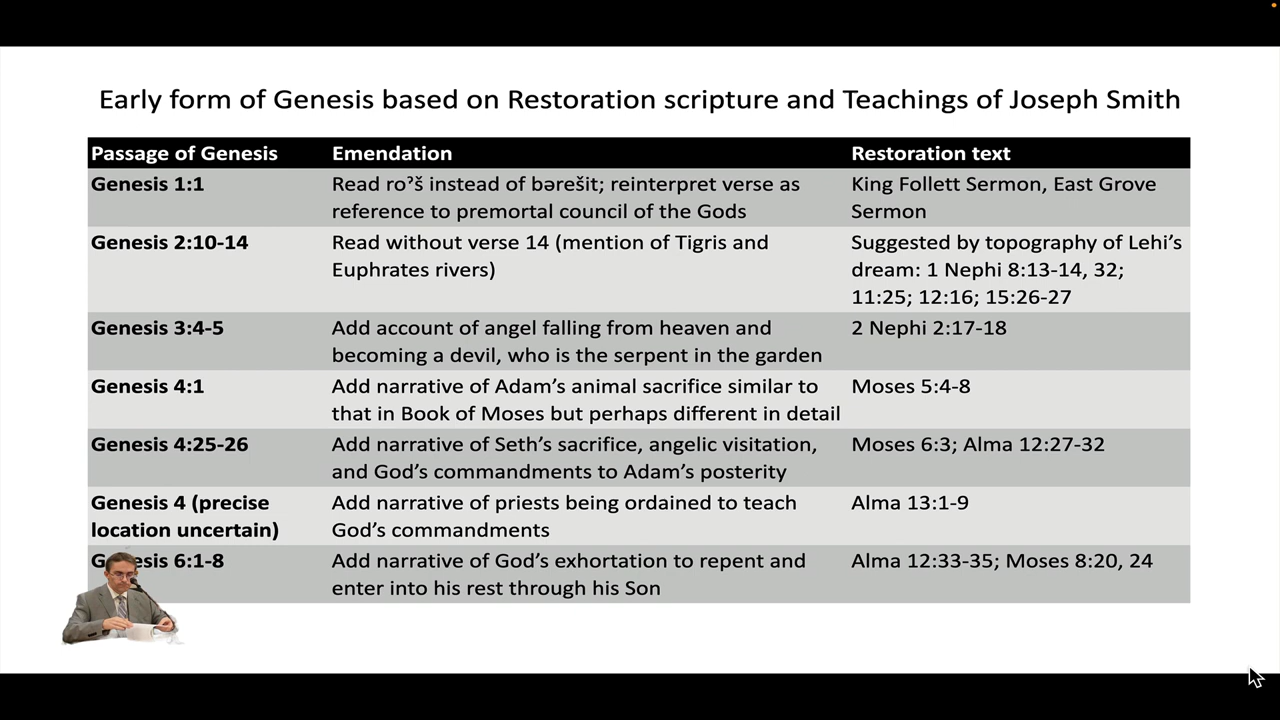 Early form of Genesis based on Restoration scripture and Teachings of Joseph Smith
Passage of Genesis Emendation Restoration text
Genesis 1:1 Read roʾš instead of bərešit; reinterpret verse as King Follett Sermon, East Grove
reference to premortal council of the Gods Sermon
Genesis 2:10-14 Read without verse 14 (mention of Tigris and Suggested by topography of Lehi’s
Euphrates rivers) dream: 1 Nephi 8:13-14, 32;
11:25; 12:16; 15:26-27
Genesis 3:4-5 Add account of angel falling from heaven and 2 Nephi 2:17-18
becoming a devil, who is the serpent in the garden
Genesis 4:1 Add narrative of Adam’s animal sacrifice similar to Moses 5:4-8
that in Book of Moses but perhaps different in detail
Genesis 4:25-26 Add narrative of Seth’s sacrifice, angelic visitation, Moses 6:3; Alma 12:27-32
and God’s commandments to Adam’s posterity
Genesis 4 (precise Add narrative of priests being ordained to teach Alma 13:1-9
location uncertain) God’s commandments
Genesis 6:1-8 Add narrative of God’s exhortation to repent and Alma 12:33-35; Moses 8:20, 24
enter into his rest through his Son